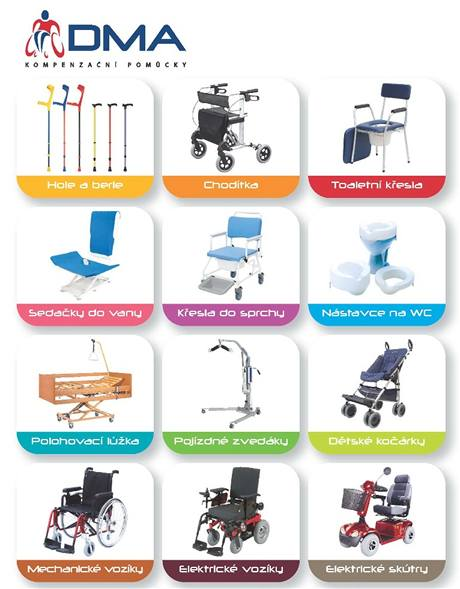 DMA
KOMPENZAČNÍ POMŮCKY
Hole a berle
Chodítka
Toaletní křesla
Sedačky do vany
Křesla do sprchy
Nástavce na WC
Polohovací lůžka
Pojízdné zvedáky
Dětské kočárky
Mechanické vozíky
Elektrické vozíky
Elektrické skútry